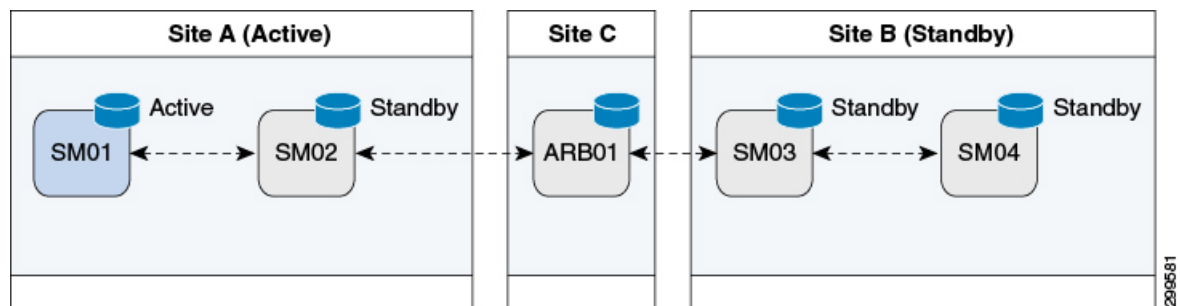 Site A (Active)
Site C
Site B (Standby)
Active
Standby
Standby
Standby
SM01
SM02
ARB01
SM03
SM04
299581